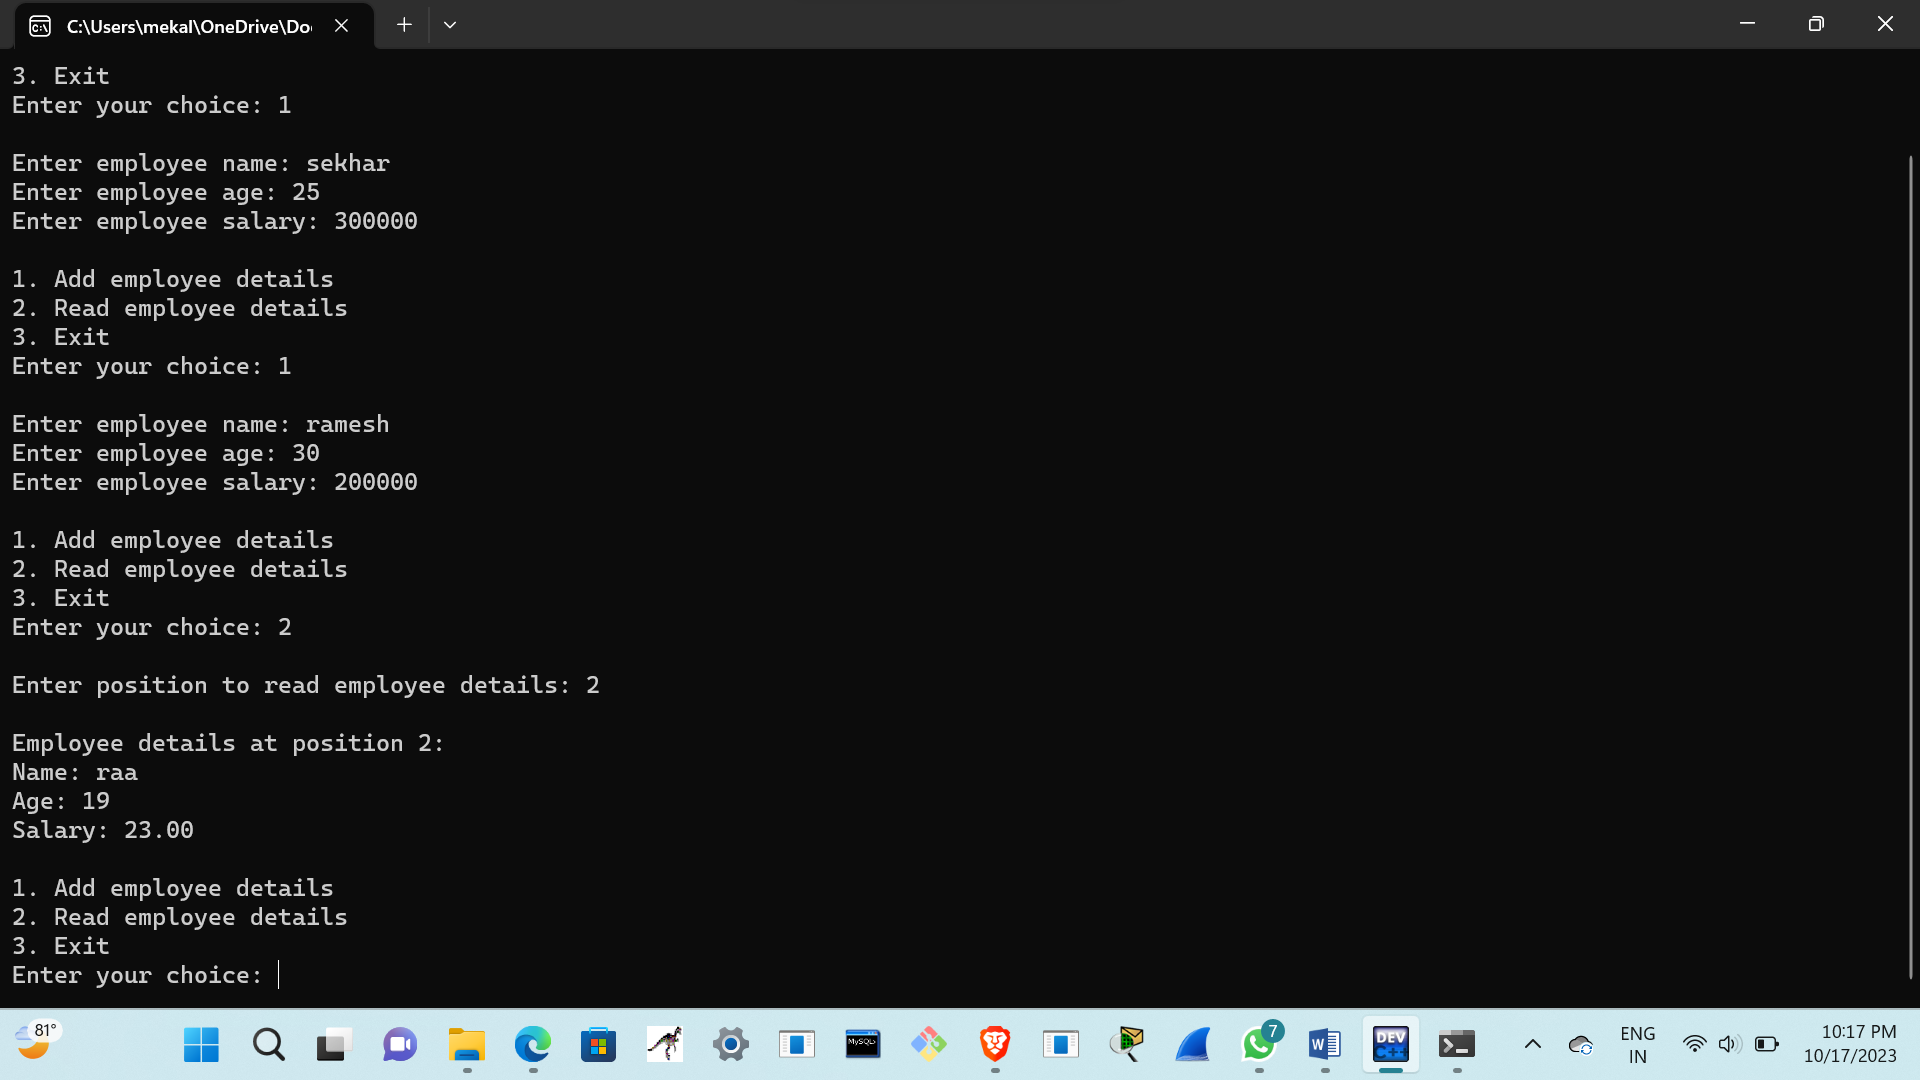 C:\Users\mekal\OneDrive\Do
3. Exit
Enter your choice: 1
Enter employee name: sekhar
Enter employee age: 25
Enter employee salary: 300000
1. Add employee details
2. Read employee details
3. Exit
Enter your choice: 1
Enter employee name: ramesh
Enter employee age: 30
Enter employee salary: 200000
1. Add employee details
2. Read employee details
3. Exit
Enter your choice: 2
Enter position to read employee details: 2
Employee details at position 2:
Name: raa
Age: 19
Salary: 23.00
1. Add employee details
2. Read employee details
3. Exit
Enter your choice:
81°
MySQL>
7
W
DEV
C++
ENG
IN
10:17 PM
10/17/2023